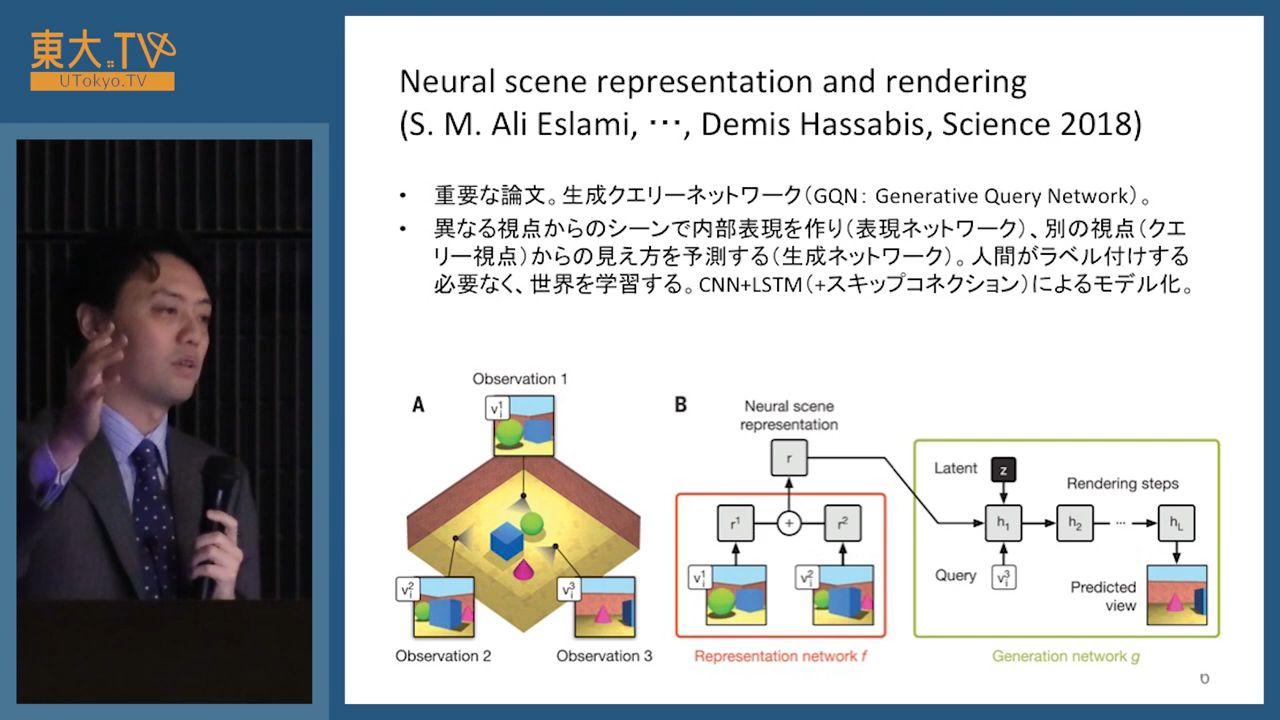 東大.TV
UTokyo.TV
Neural scene representation and rendering
(S. M. Ali Eslami, ･･･, Demis Hassabis, Science 2018)
• 重要な論文。生成クエリーネットワーク(GQN: Generative Query Network)。
• 異なる視点からのシーンで内部表現を作り(表現ネットワーク)、別の視点(クエ
リー視点)からの見え方を予測する(生成ネットワーク)。人間がラベル付けする
必要なく、世界を学習する。CNN+LSTM(+スキップコネクション)によるモデル化。
A
Observation 1
v¹ᵢ
v²ᵢ
v³ᵢ
Observation 2
Observation 3
B
Neural scene
representation
r
r¹
+
r²
v¹ᵢ
v²ᵢ
Representation network f
Latent
z
Rendering steps
h₁
h₂
···
h_L
Query
v³ᵢ
Predicted
view
Generation network g
6